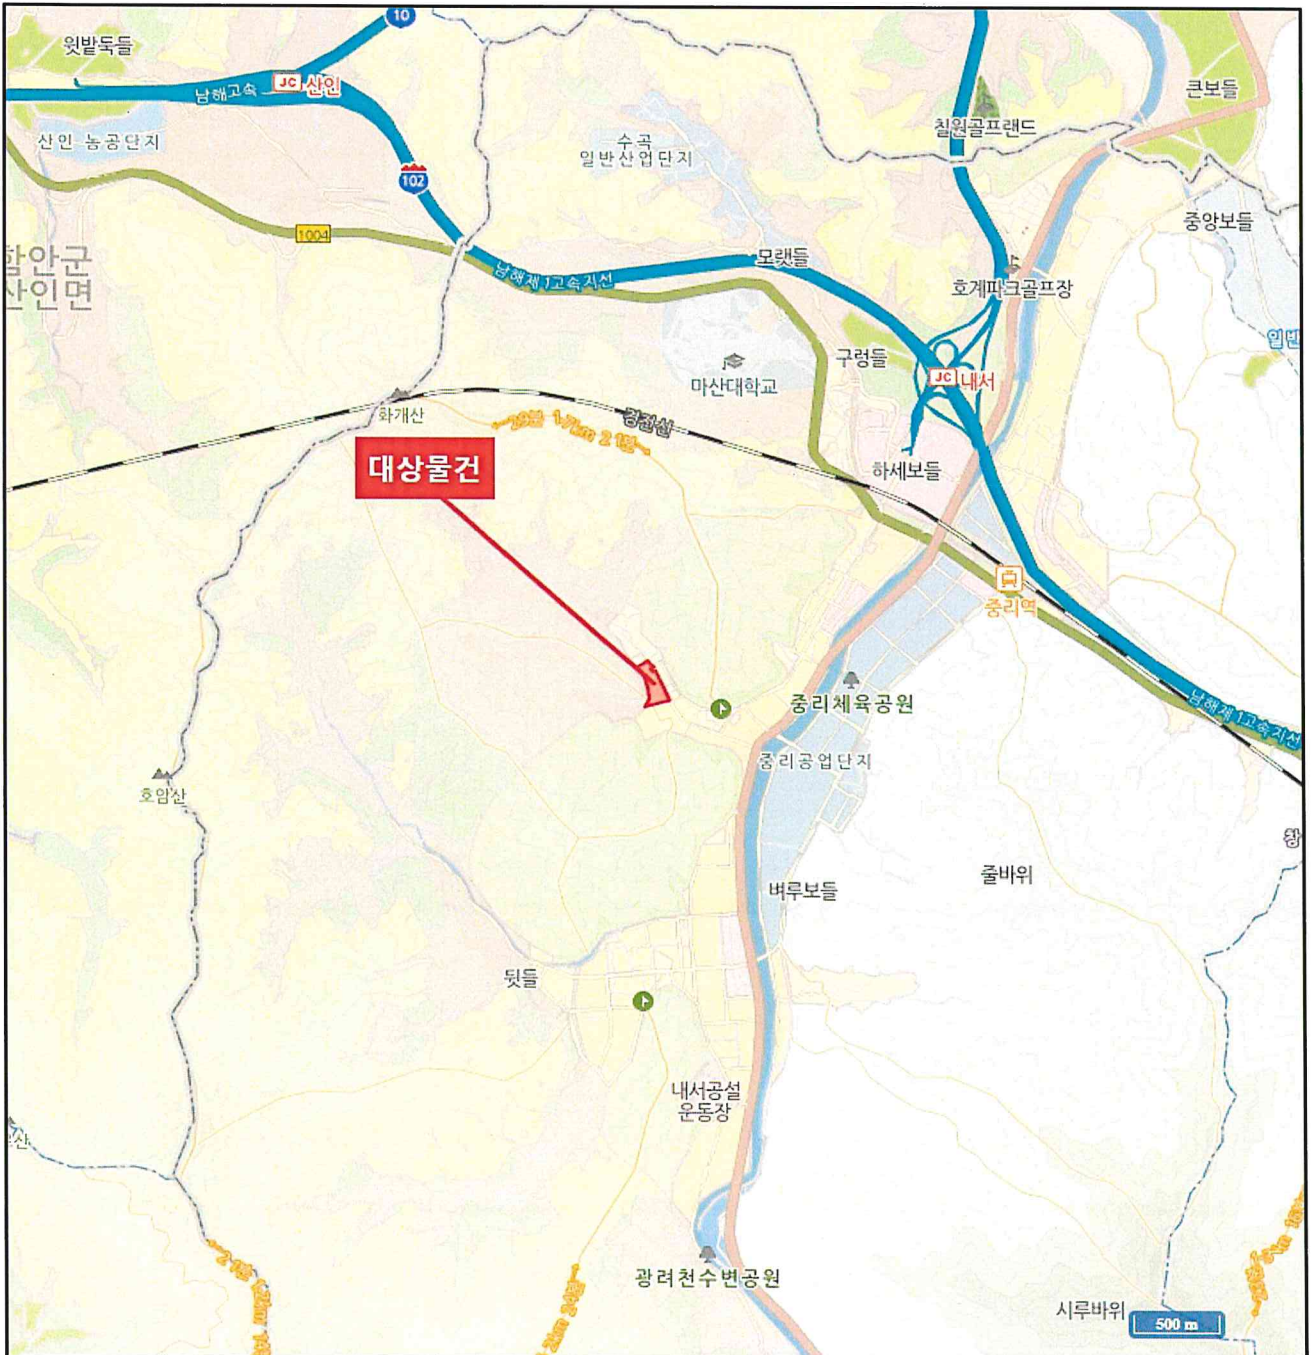 10
윗밭둑들
JC 산인
남해고속
큰보들
칠원골프랜드
산인 농공단지
수곡
일반산업단지
102
중앙보들
1004
함안군
산인면
모랫들
남해제1고속지선
호계파크골프장
일반
구렁들
마산대학교
JC 내서
화개산
경전선
대상물건
하세보들
중리역
중리체육공원
남해제1고속지선
중리공업단지
호암산
창
줄바위
벼루보들
뒷들
내서공설
운동장
산
광려천수변공원
시루바위
500 m